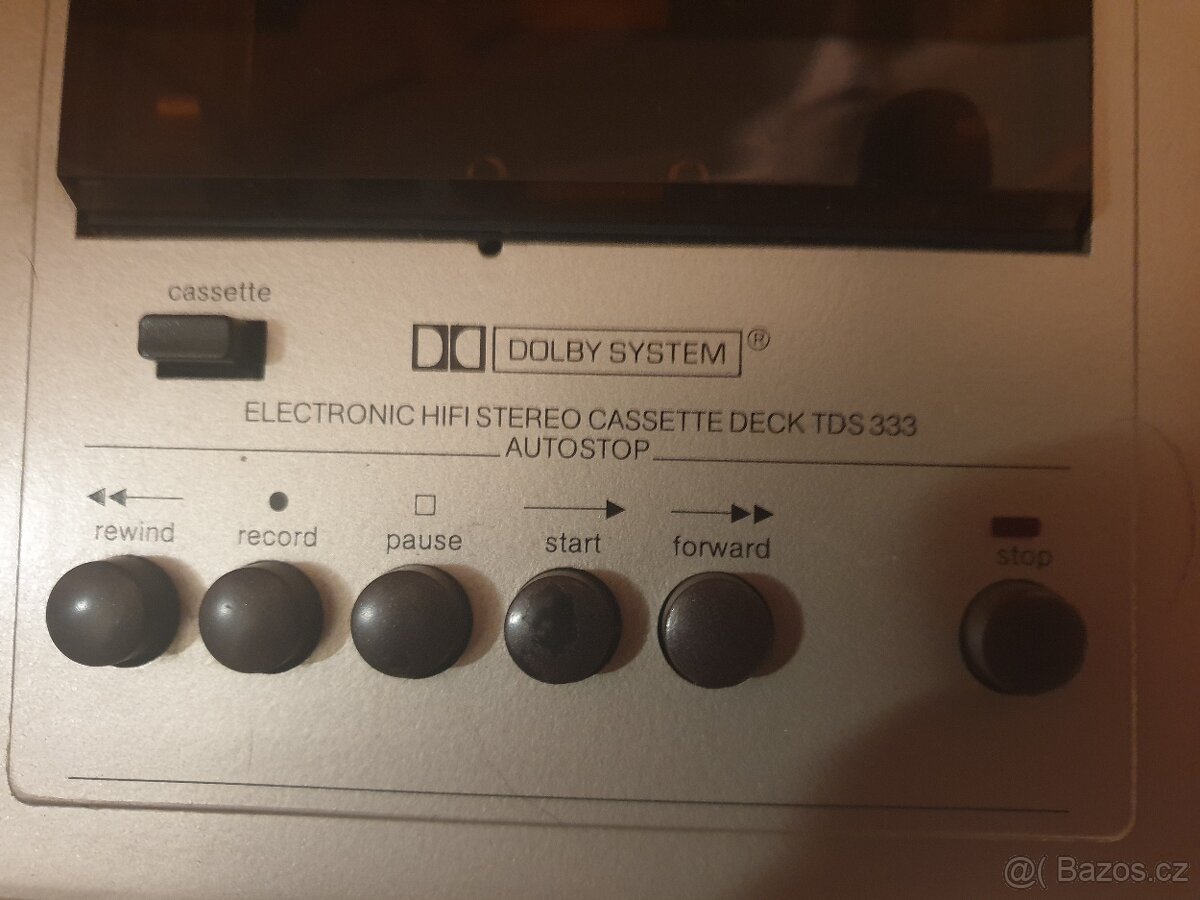 cassette
DOLBY SYSTEM ®
ELECTRONIC HIFI STEREO CASSETTE DECK TDS 333
AUTOSTOP
rewind record pause start forward stop
@( Bazos.cz